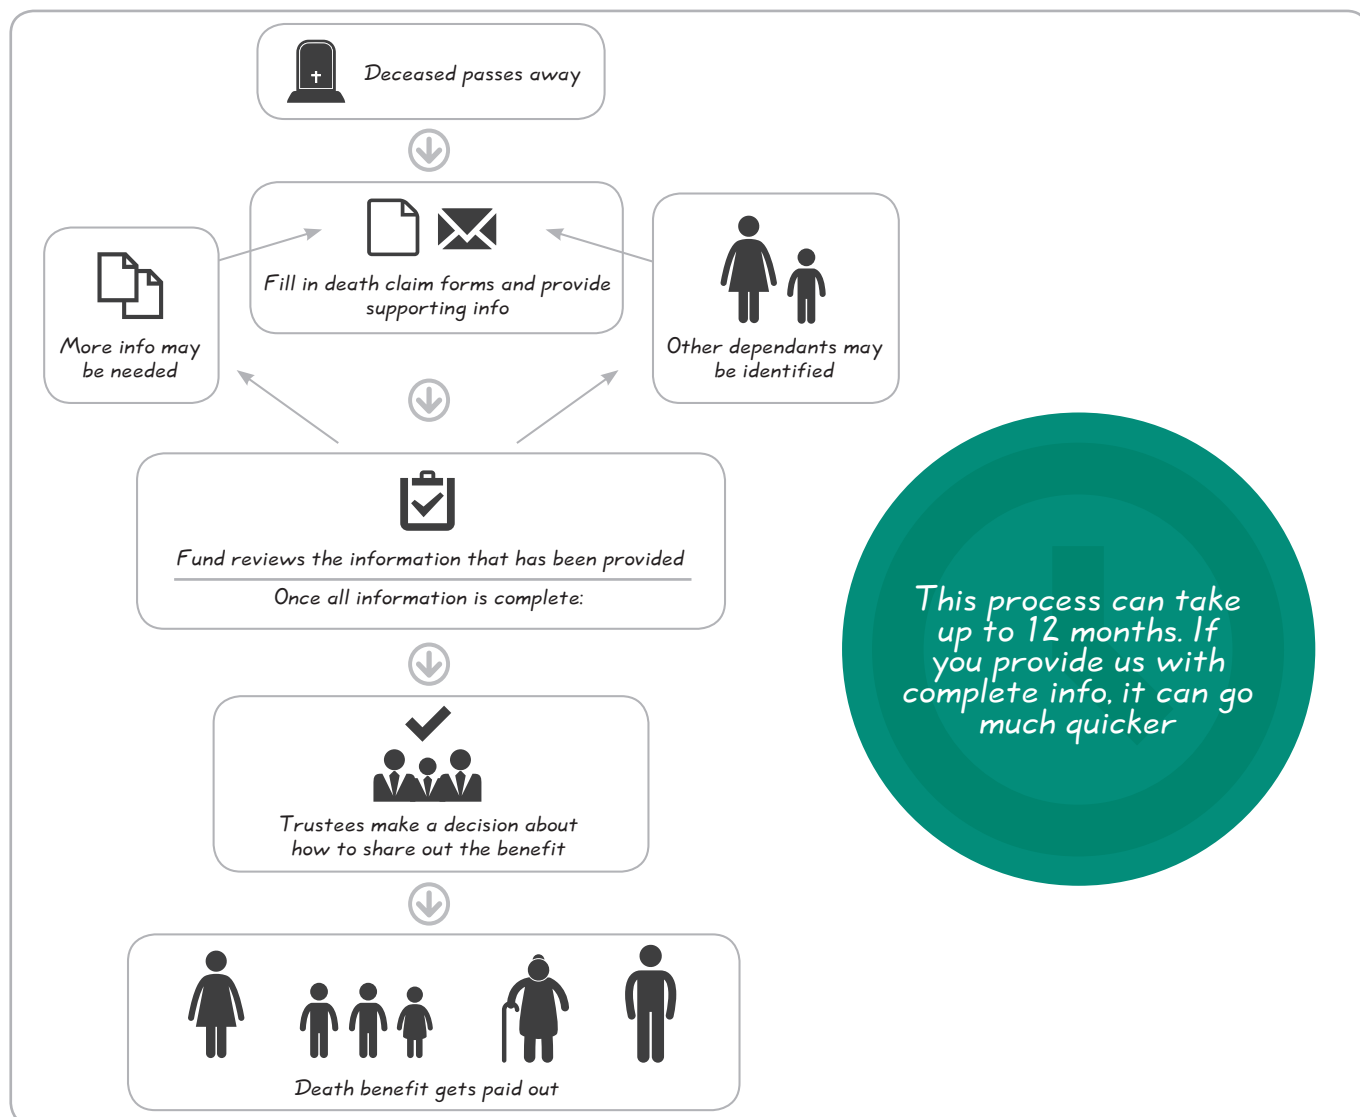 Deceased passes away
Fill in death claim forms and provide
supporting info
More info may
be needed
Other dependants may
be identified
Fund reviews the information that has been provided
Once all information is complete:
This process can take
up to 12 months. If
you provide us with
complete info, it can go
much quicker
Trustees make a decision about
how to share out the benefit
Death benefit gets paid out